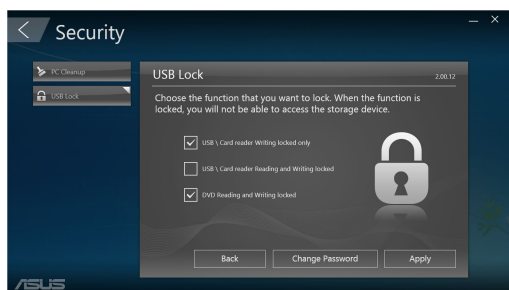 Security
PC Cleanup
USB Lock
USB Lock
2.00.12
Choose the function that you want to lock. When the function is
locked, you will not be able to access the storage device.
USB \ Card reader Writing locked only
USB \ Card reader Reading and Writing locked
DVD Reading and Writing locked
Back
Change Password
Apply
ASUS